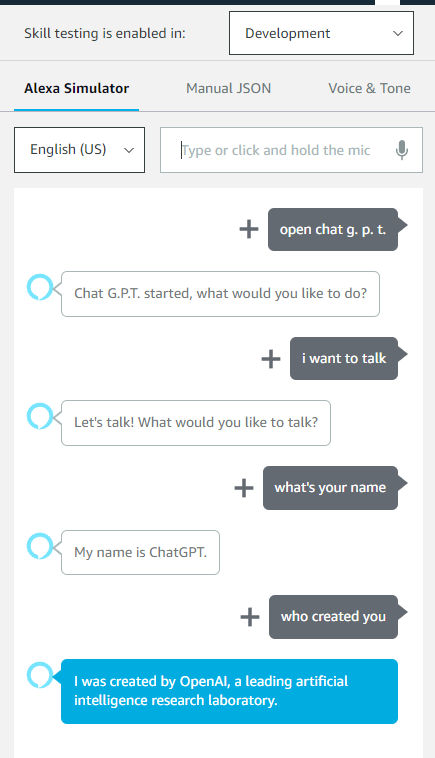 Skill testing is enabled in: Development
Alexa Simulator Manual JSON Voice & Tone
English (US) Type or click and hold the mic
open chat g. p. t.
Chat G.P.T. started, what would you like to do?
i want to talk
Let's talk! What would you like to talk?
what's your name
My name is ChatGPT.
who created you
I was created by OpenAI, a leading artificial
intelligence research laboratory.